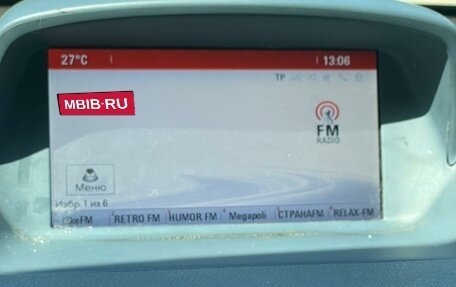 27°C 13:06
TP
MBIB·RU
FM
RADIO
Меню
Избр. 1 из 6
keFM RETRO FM HUMOR FM Megapoli СТРАНАFM RELAX-FM